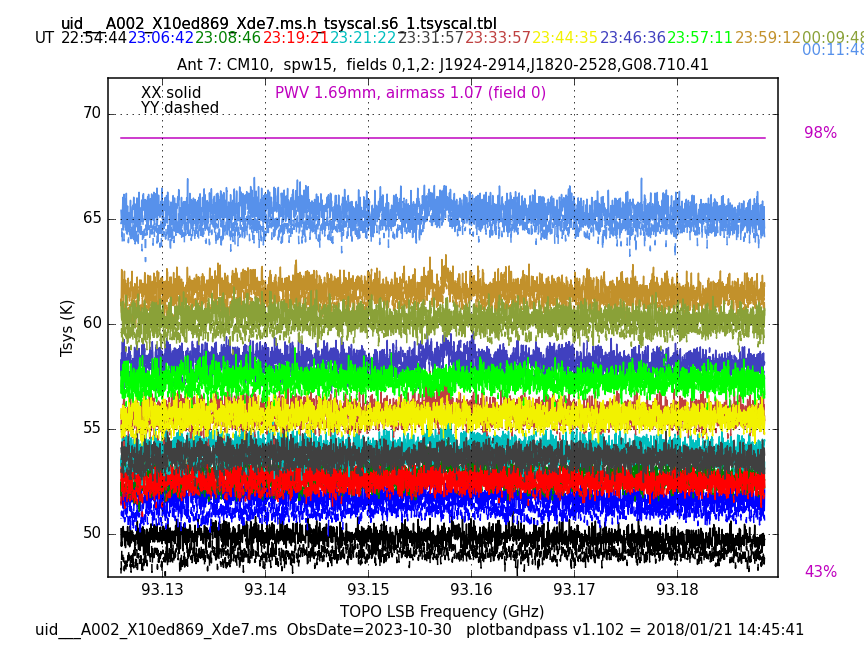 uid___A002_X10ed869_Xde7.ms.h_tsyscal.s6_1.tsyscal.tbl
UT 22:54:44 23:06:42 23:08:46 23:19:21 23:21:22 23:31:57 23:33:57 23:44:35 23:46:36 23:57:11 23:59:12 00:09:48
00:11:48
Ant 7: CM10, spw15, fields 0,1,2: J1924-2914,J1820-2528,G08.710.41
XX solid PWV 1.69mm, airmass 1.07 (field 0)
YY dashed
70
98%
65
60
Tsys (K)
55
50
43%
93.13 93.14 93.15 93.16 93.17 93.18
TOPO LSB Frequency (GHz)
uid___A002_X10ed869_Xde7.ms ObsDate=2023-10-30 plotbandpass v1.102 = 2018/01/21 14:45:41